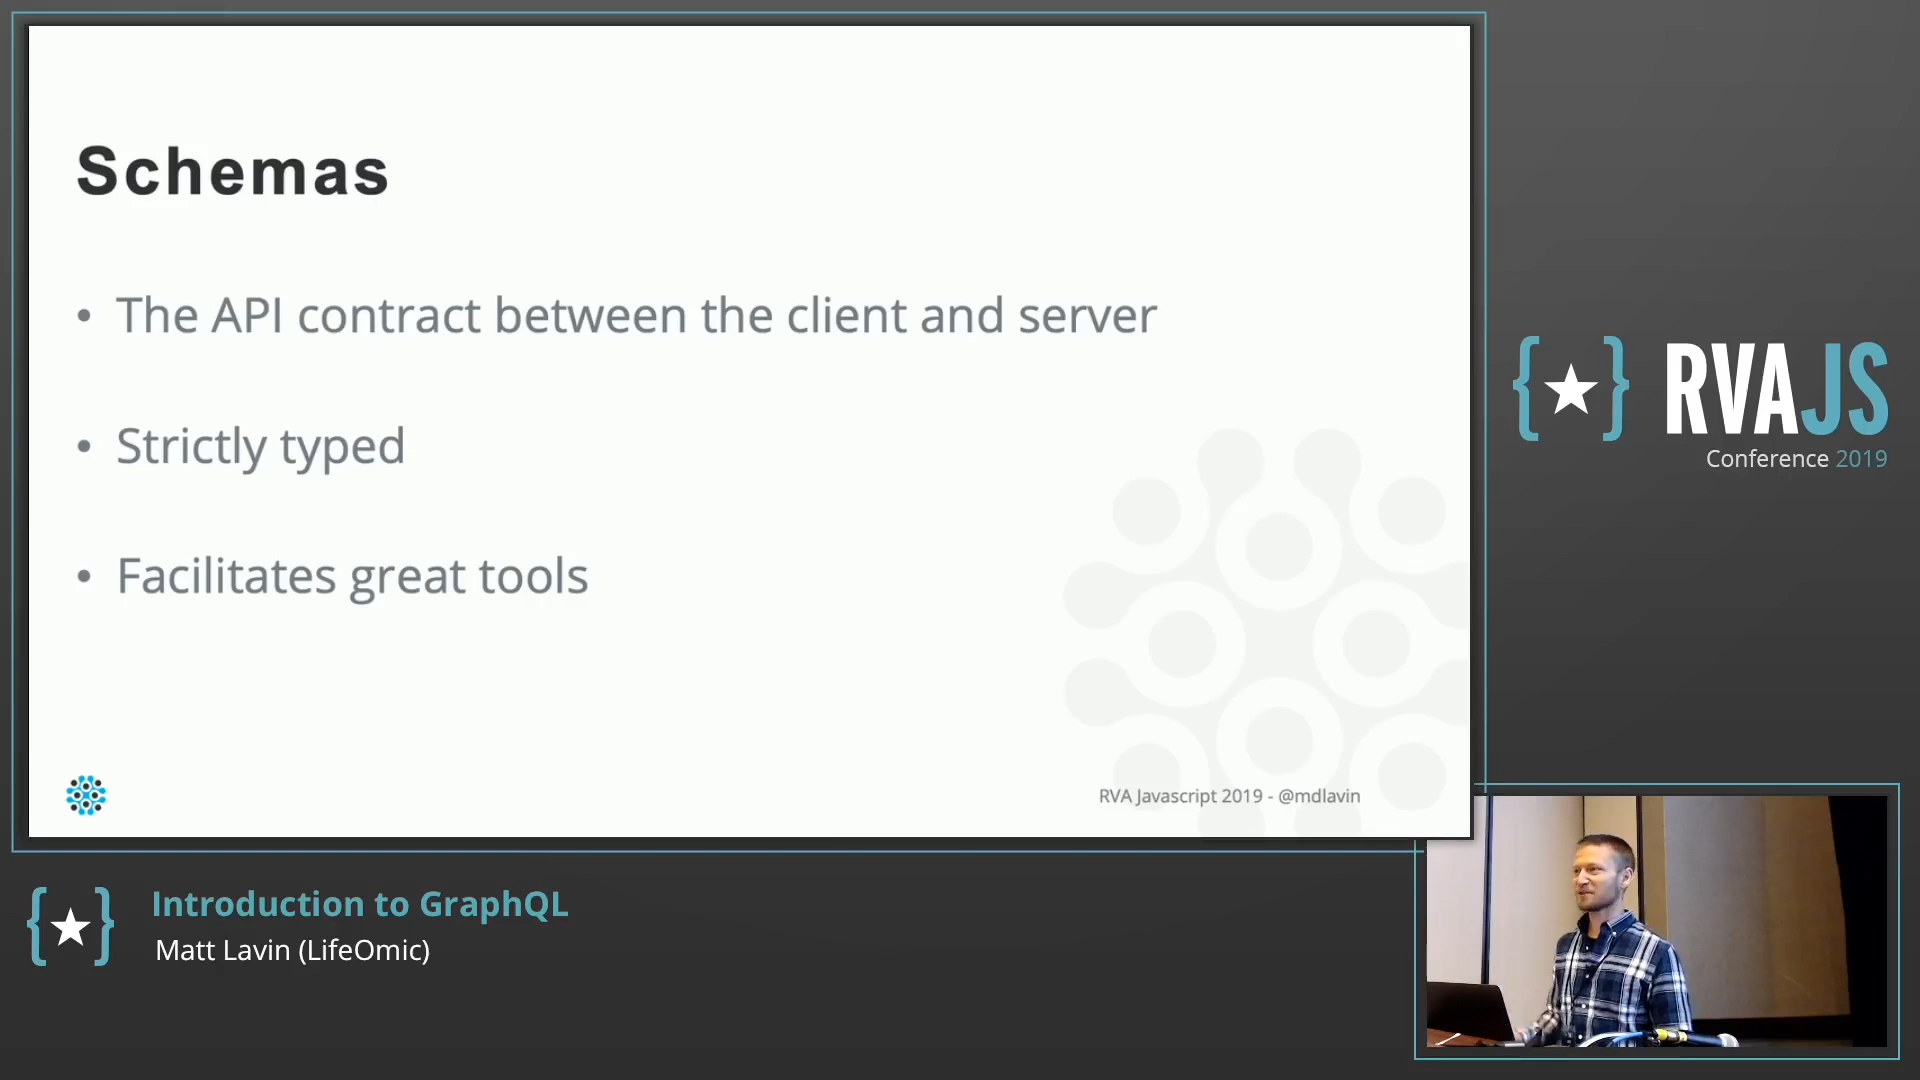 Schemas
• The API contract between the client and server
• Strictly typed
• Facilitates great tools
RVA Javascript 2019 - @mdlavin
RVAJS
Conference 2019
Introduction to GraphQL
Matt Lavin (LifeOmic)